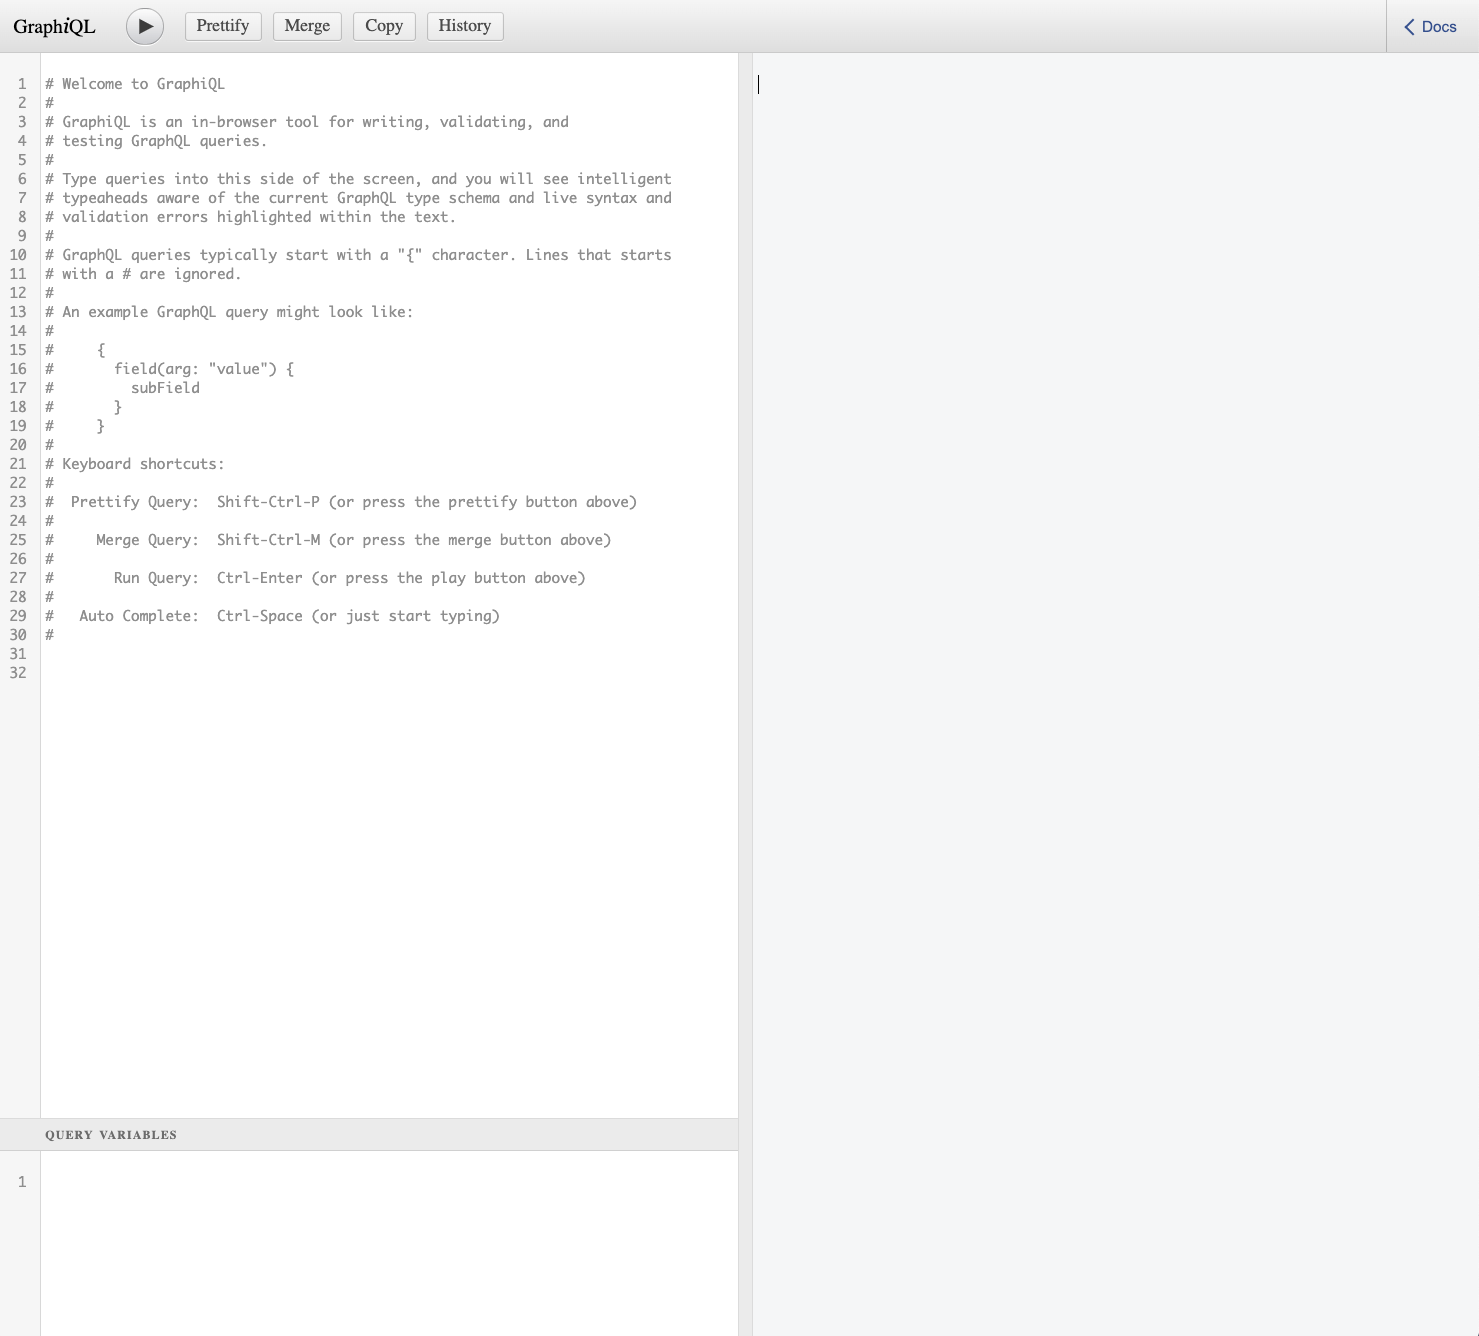 GraphiQL Prettify Merge Copy History Docs
1 # Welcome to GraphiQL
2 #
3 # GraphiQL is an in-browser tool for writing, validating, and
4 # testing GraphQL queries.
5 #
6 # Type queries into this side of the screen, and you will see intelligent
7 # typeaheads aware of the current GraphQL type schema and live syntax and
8 # validation errors highlighted within the text.
9 #
10 # GraphQL queries typically start with a "{" character. Lines that starts
11 # with a # are ignored.
12 #
13 # An example GraphQL query might look like:
14 #
15 #     {
16 #       field(arg: "value") {
17 #         subField
18 #       }
19 #     }
20 #
21 # Keyboard shortcuts:
22 #
23 #  Prettify Query:  Shift-Ctrl-P (or press the prettify button above)
24 #
25 #     Merge Query:  Shift-Ctrl-M (or press the merge button above)
26 #
27 #       Run Query:  Ctrl-Enter (or press the play button above)
28 #
29 #   Auto Complete:  Ctrl-Space (or just start typing)
30 #
31
32
QUERY VARIABLES
1